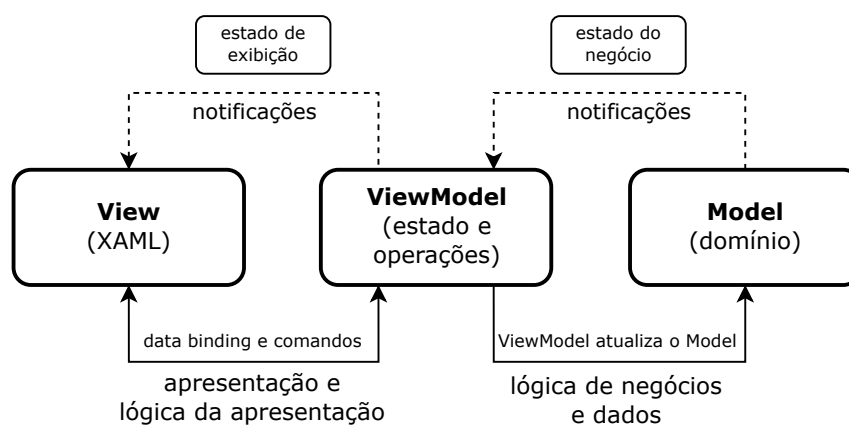 estado de
exibição
estado do
negócio
notificações
notificações
View
(XAML)
ViewModel
(estado e
operações)
Model
(domínio)
data binding e comandos
ViewModel atualiza o Model
apresentação e
lógica da apresentação
lógica de negócios
e dados